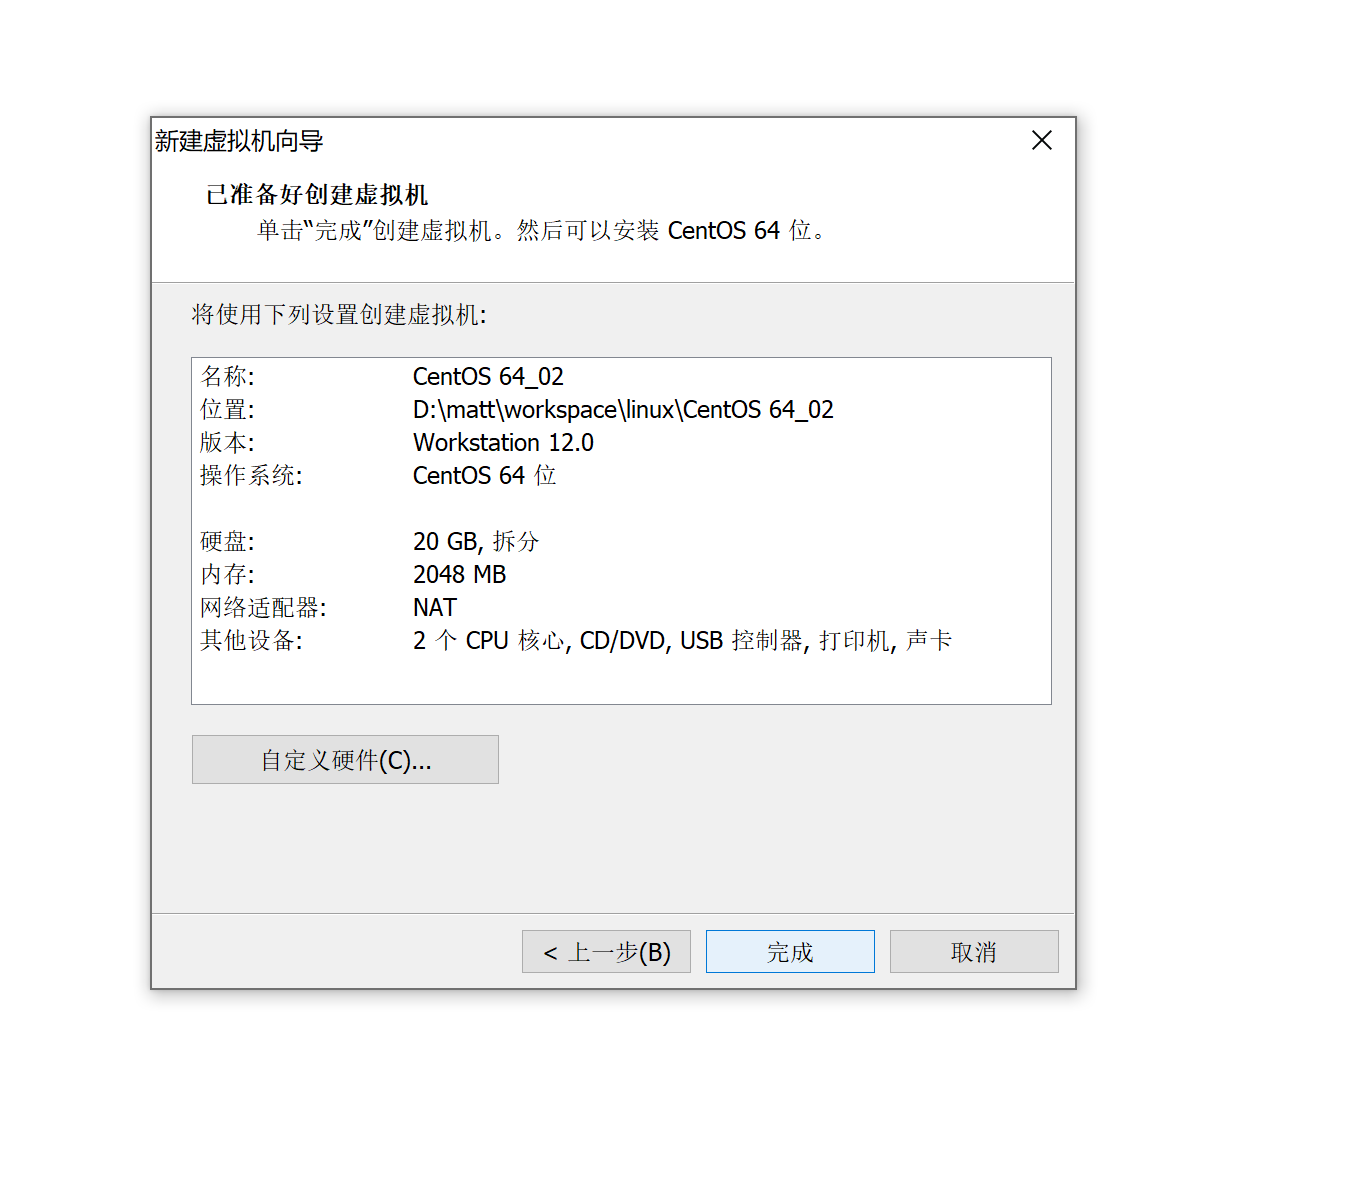 新建虚拟机向导
已准备好创建虚拟机
单击“完成”创建虚拟机。然后可以安装 CentOS 64 位。
将使用下列设置创建虚拟机:
名称: CentOS 64_02
位置: D:\matt\workspace\linux\CentOS 64_02
版本: Workstation 12.0
操作系统: CentOS 64 位
硬盘: 20 GB, 拆分
内存: 2048 MB
网络适配器: NAT
其他设备: 2 个 CPU 核心, CD/DVD, USB 控制器, 打印机, 声卡
自定义硬件(C)...
< 上一步(B) 完成 取消